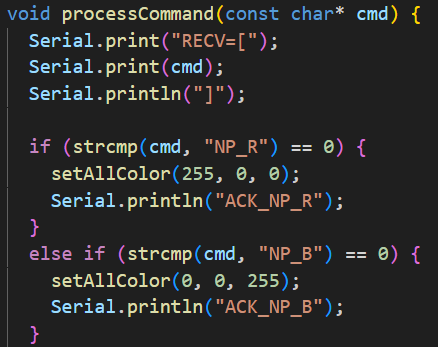 void processCommand(const char* cmd) {
  Serial.print("RECV=[");
  Serial.print(cmd);
  Serial.println("]");

  if (strcmp(cmd, "NP_R") == 0) {
    setAllColor(255, 0, 0);
    Serial.println("ACK_NP_R");
  }
  else if (strcmp(cmd, "NP_B") == 0) {
    setAllColor(0, 0, 255);
    Serial.println("ACK_NP_B");
  }